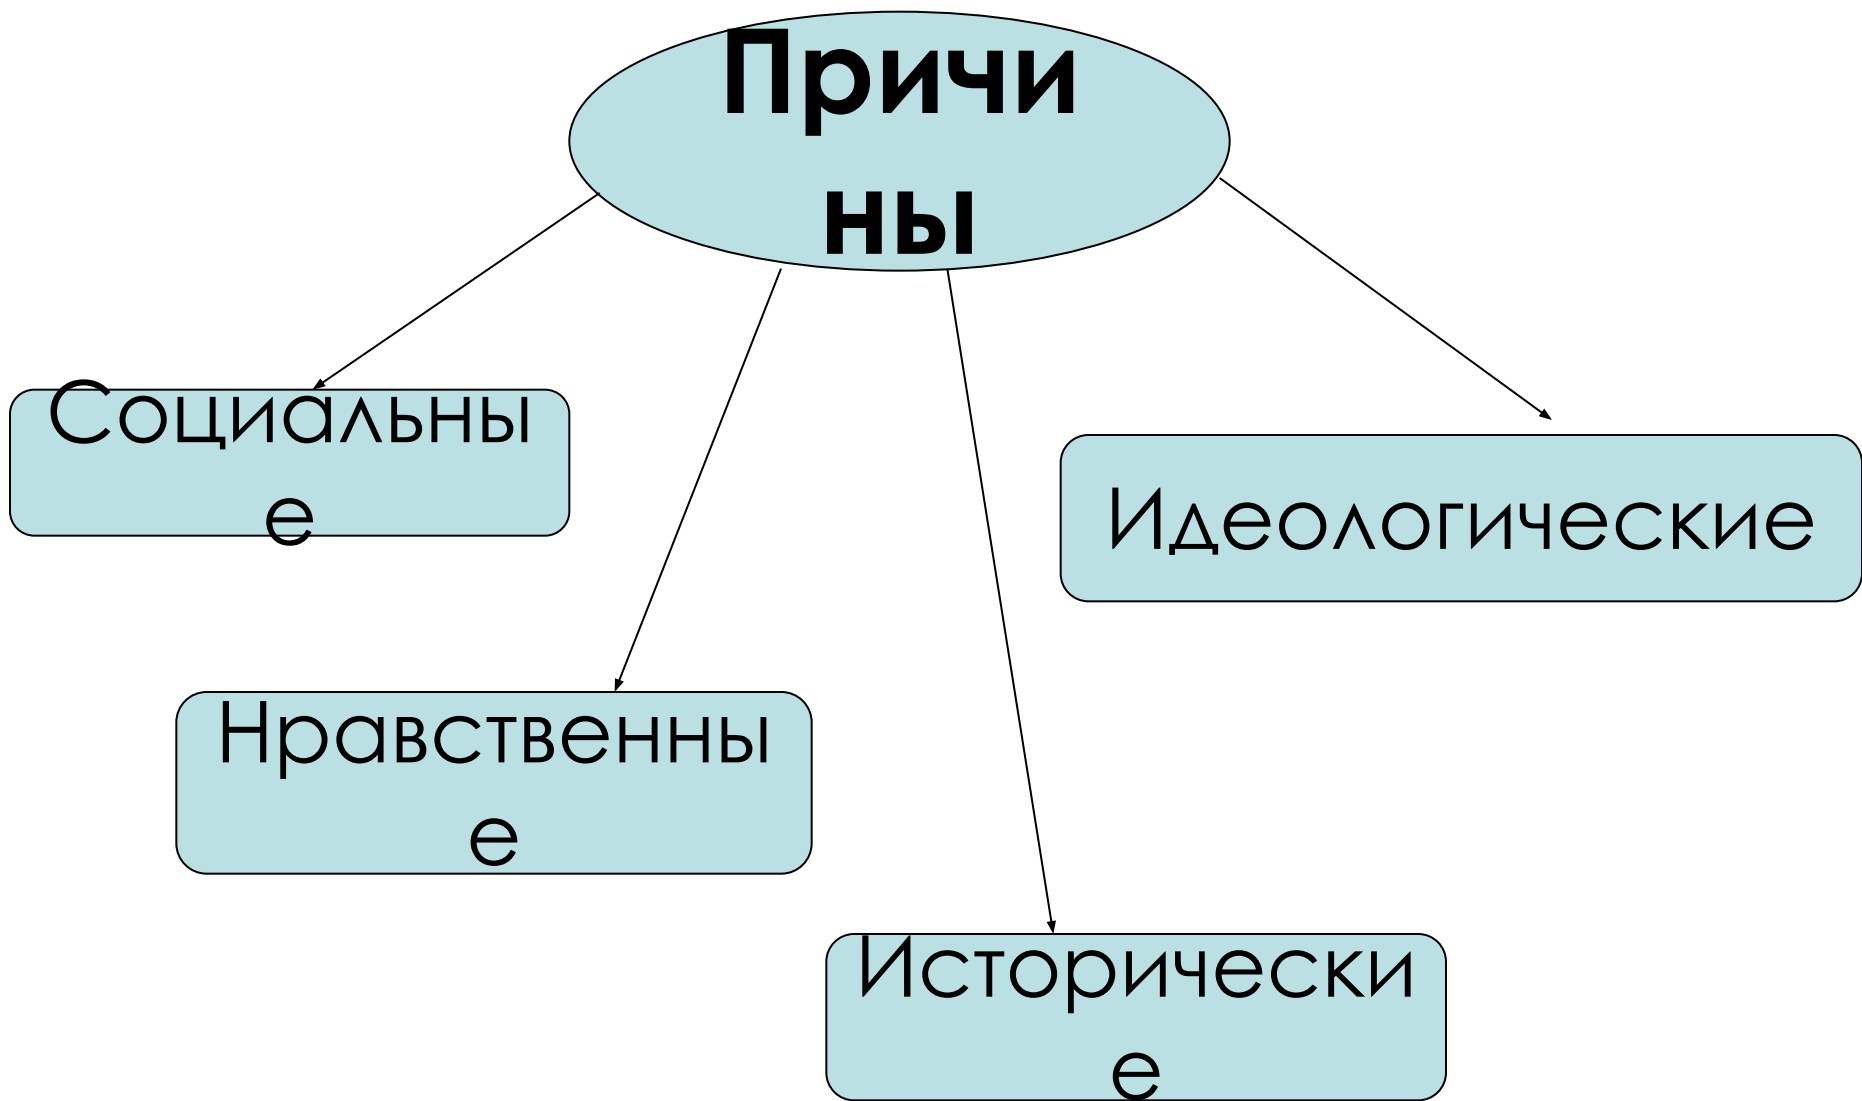 Причи
ны
Социальны
е
Идеологические
Нравственны
е
Исторически
е